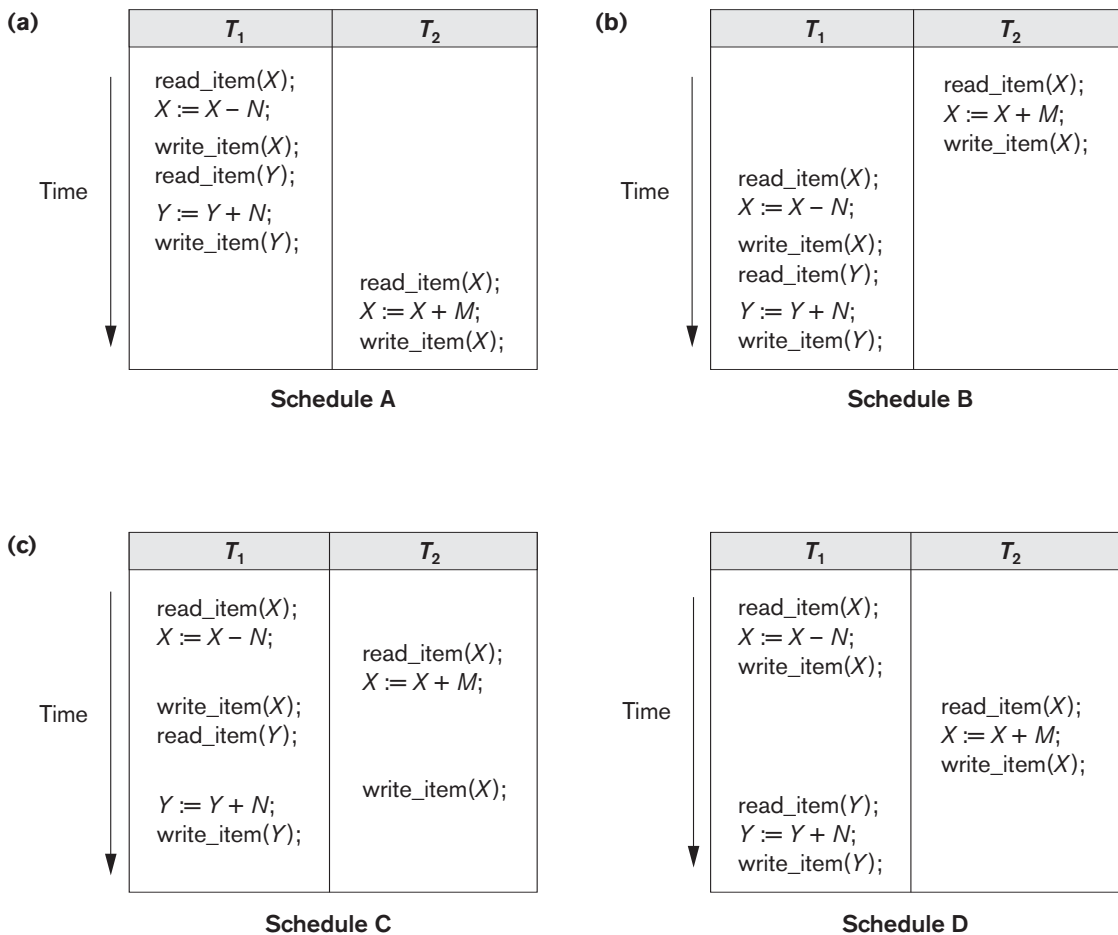 (a)
T1 T2
read_item(X);
X := X – N;
write_item(X);
read_item(Y);
Time
Y := Y + N;
write_item(Y);
read_item(X);
X := X + M;
write_item(X);
Schedule A
(b)
T1 T2
read_item(X);
X := X + M;
write_item(X);
Time
read_item(X);
X := X – N;
write_item(X);
read_item(Y);
Y := Y + N;
write_item(Y);
Schedule B
(c)
T1 T2
read_item(X);
X := X – N;
read_item(X);
X := X + M;
Time
write_item(X);
read_item(Y);
write_item(X);
Y := Y + N;
write_item(Y);
Schedule C
T1 T2
read_item(X);
X := X – N;
write_item(X);
Time
read_item(X);
X := X + M;
write_item(X);
read_item(Y);
Y := Y + N;
write_item(Y);
Schedule D